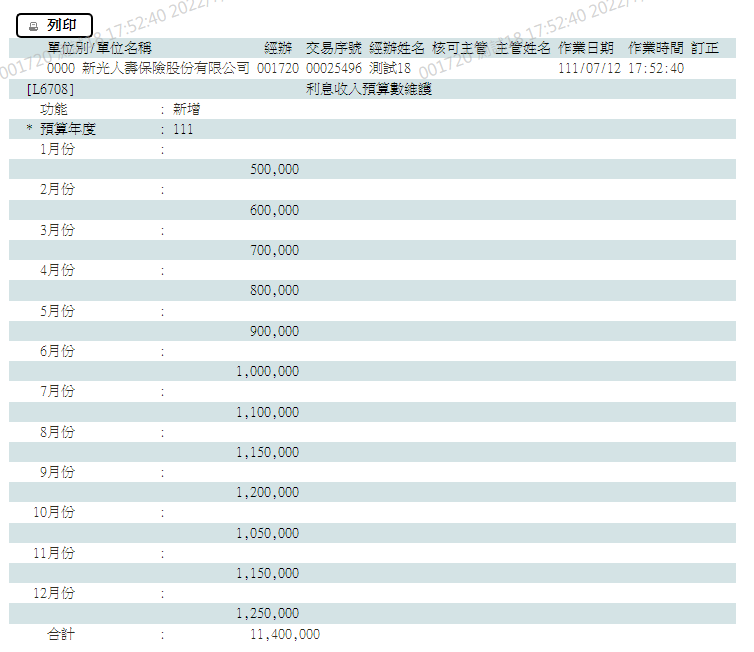 列印
單位別/單位名稱 經辦 交易序號 經辦姓名 核可主管 主管姓名 作業日期 作業時間 訂正
0000 新光人壽保險股份有限公司 001720 00025496 測試18 111/07/12 17:52:40
[L6708] 利息收入預算數維護
功能 : 新增
* 預算年度 : 111
1月份 :
500,000
2月份 :
600,000
3月份 :
700,000
4月份 :
800,000
5月份 :
900,000
6月份 :
1,000,000
7月份 :
1,100,000
8月份 :
1,150,000
9月份 :
1,200,000
10月份 :
1,050,000
11月份 :
1,150,000
12月份 :
1,250,000
合計 : 11,400,000